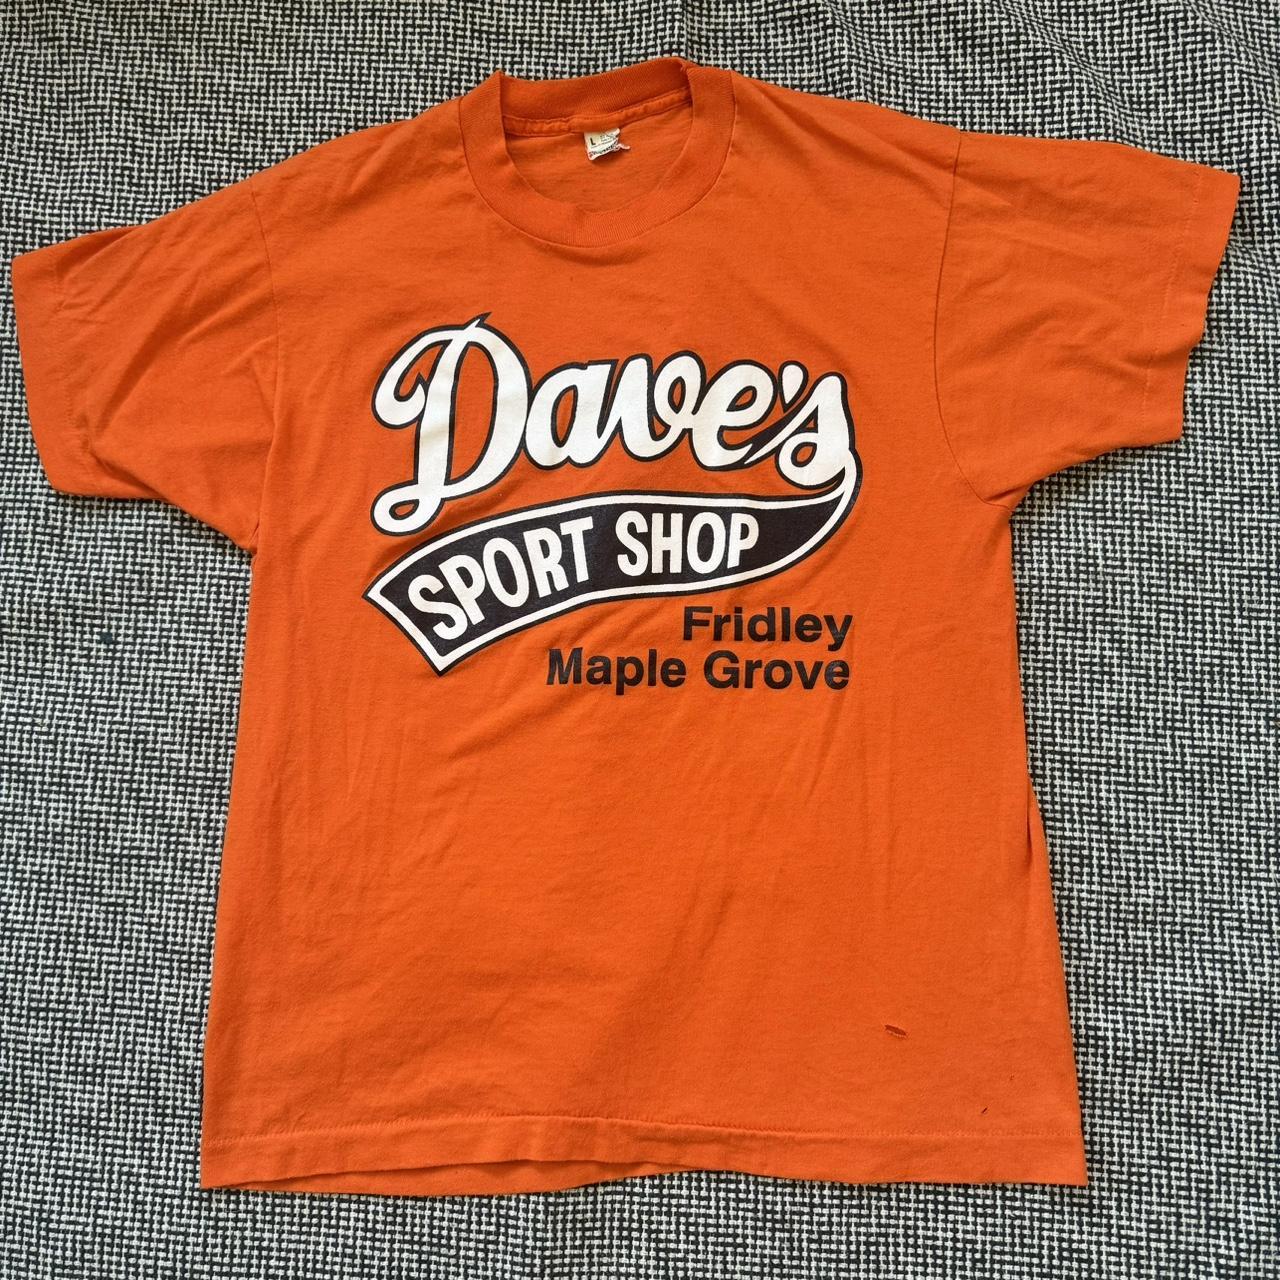 L
Dave's
SPORT SHOP
Fridley
Maple Grove